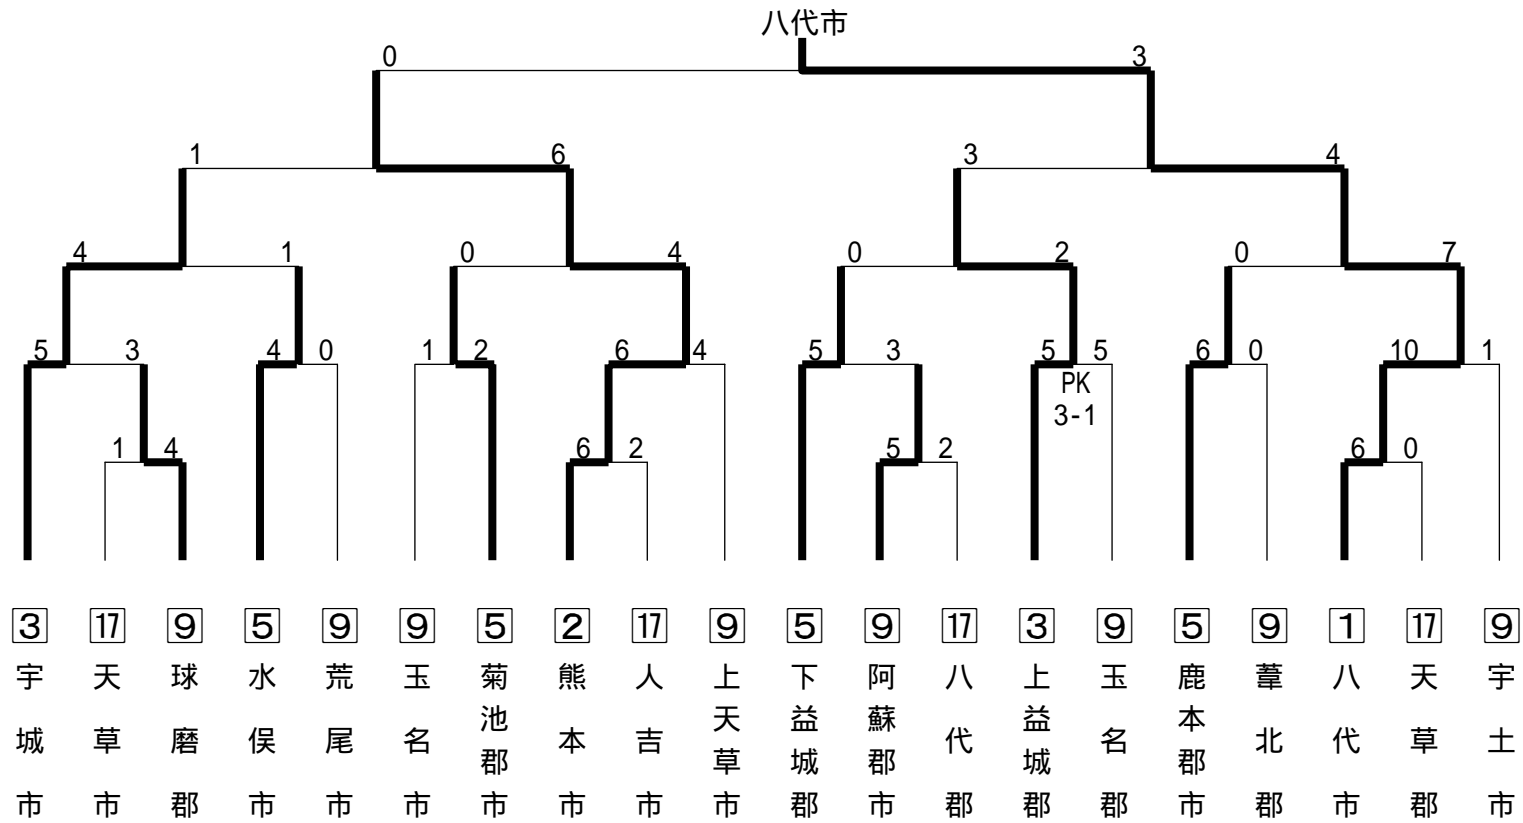 八代市
0 3
1 6 3 4
4 1 0 4 0 2 0 7
5 3 4 0 1 2 6 4 5 3 5 5 6 0 10 1
PK
3-1
1 4 6 2 5 2 6 0
3 17 9 5 9 9 5 2 17 9 5 9 17 3 9 5 9 1 17 9
宇城市
天草市
球磨郡
水俣市
荒尾市
玉名市
菊池郡市
熊本市
人吉市
上天草市
下益城郡
阿蘇郡市
八代郡
上益城郡
玉名郡
鹿本郡市
葦北郡
八代市
天草郡
宇土市